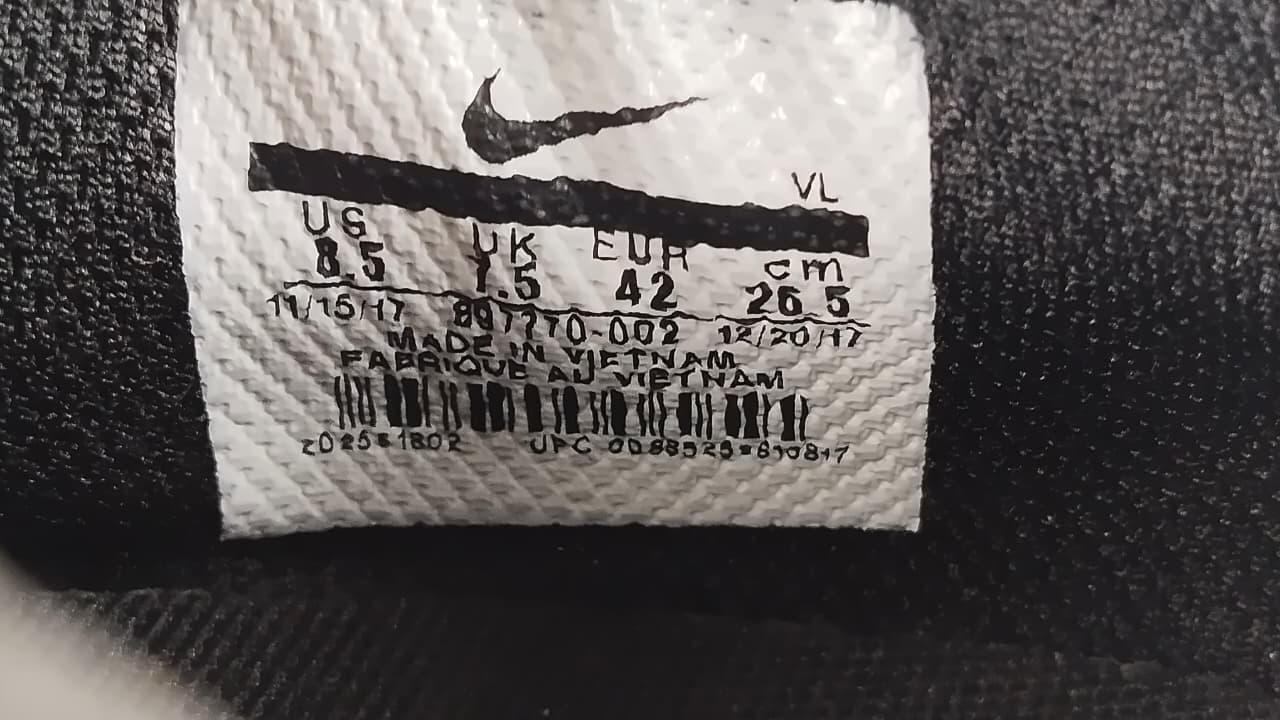 VL
US UK EUR cm
8.5 7.5 42 26.5
11/15/17 897770-002 12/20/17
MADE IN VIETNAM
FABRIQUE AU VIETNAM
UPC